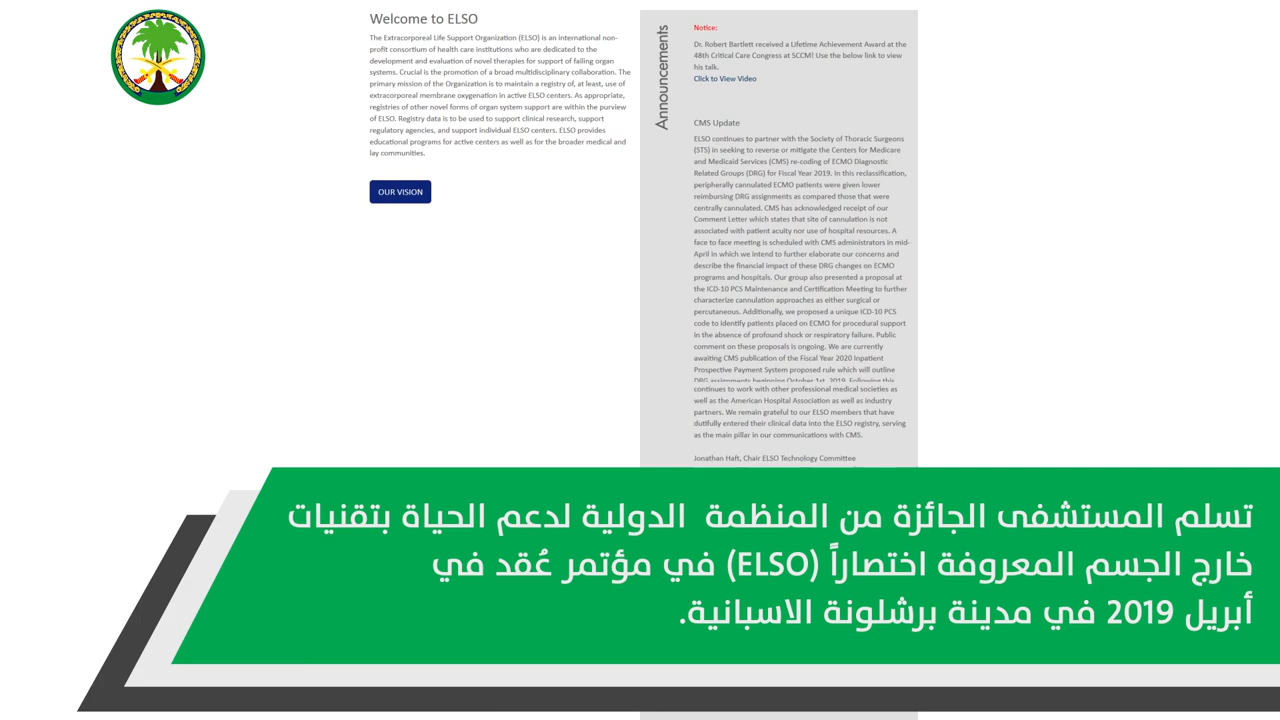 Welcome to ELSO
The Extracorporeal Life Support Organization (ELSO) is an international non-
profit consortium of health care institutions who are dedicated to the
development and evaluation of novel therapies for support of failing organ
systems. Crucial is the promotion of a broad multidisciplinary collaboration. The
primary mission of the Organization is to maintain a registry of, at least, use of
extracorporeal membrane oxygenation in active ELSO centers. As appropriate,
registries of other novel forms of organ system support are within the purview
of ELSO. Registry data is to be used to support clinical research, support
regulatory agencies, and support individual ELSO centers. ELSO provides
educational programs for active centers as well as for the broader medical and
lay communities.
OUR VISION
Announcements
Notice:
Dr. Robert Bartlett received a Lifetime Achievement Award at the
48th Critical Care Congress at SCCM! Use the below link to view
his talk.
Click to View Video
CMS Update
ELSO continues to partner with the Society of Thoracic Surgeons
(STS) in seeking to reverse or mitigate the Centers for Medicare
and Medicaid Services (CMS) re-coding of ECMO Diagnostic
Related Groups (DRG) for Fiscal Year 2019. In this reclassification,
peripherally cannulated ECMO patients were given lower
reimbursing DRG assignments as compared those that were
centrally cannulated. CMS has acknowledged receipt of our
Comment Letter which states that site of cannulation is not
associated with patient acuity nor use of hospital resources. A
face to face meeting is scheduled with CMS administrators in mid-
April in which we intend to further elaborate our concerns and
describe the financial impact of these DRG changes on ECMO
programs and hospitals. Our group also presented a proposal at
the ICD-10 PCS Maintenance and Certification Meeting to further
characterize cannulation approaches as either surgical or
percutaneous. Additionally, we proposed a unique ICD-10 PCS
code to identify patients placed on ECMO for procedural support
in the absence of profound shock or respiratory failure. Public
comment on these proposals is ongoing. We are currently
awaiting CMS publication of the Fiscal Year 2020 Inpatient
Prospective Payment System proposed rule which will outline
DRG assignments beginning October 1st, 2019. Following this
continues to work with other professional medical societies as
well as the American Hospital Association as well as industry
partners. We remain grateful to our ELSO members that have
dutifully entered their clinical data into the ELSO registry, serving
as the main pillar in our communications with CMS.
Jonathan Haft, Chair ELSO Technology Committee
تسلم المستشفى الجائزة من المنظمة الدولية لدعم الحياة بتقنيات
خارج الجسم المعروفة اختصاراً (ELSO) في مؤتمر عُقد في
أبريل 2019 في مدينة برشلونة الاسبانية.